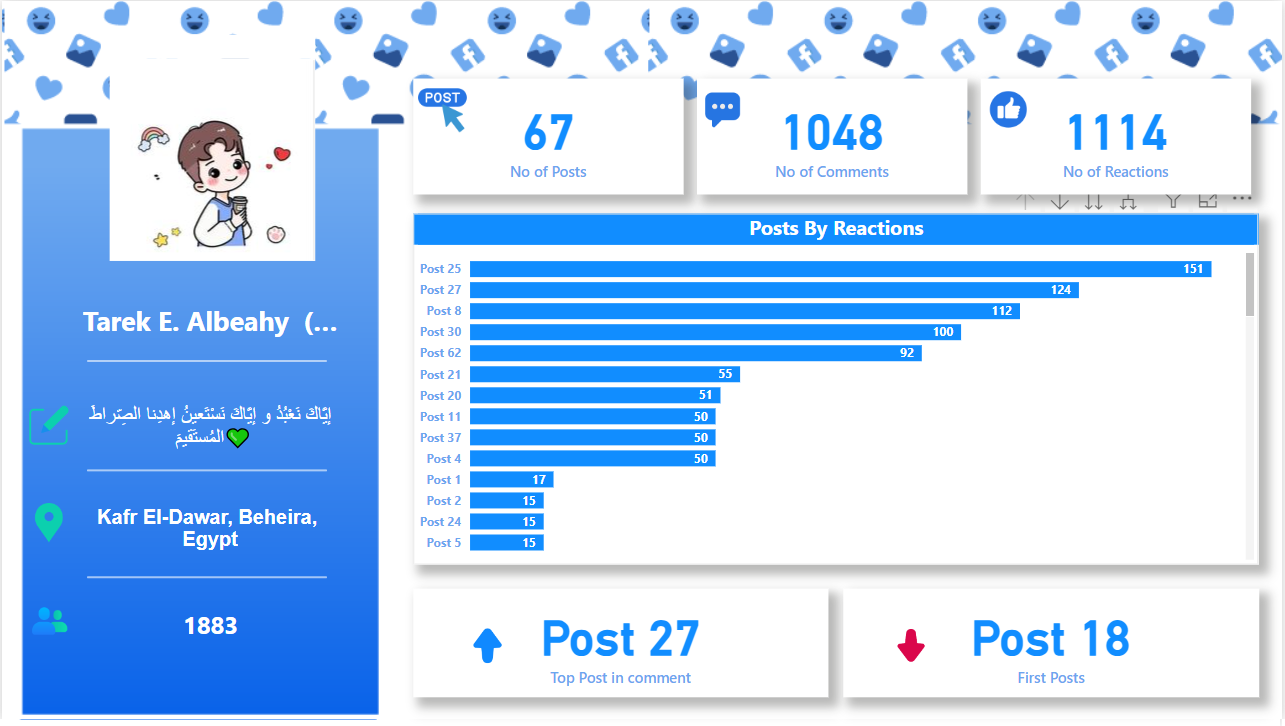 POST
67
No of Posts
1048
No of Comments
1114
No of Reactions
Tarek E. Albeahy (...
إِيَّاكَ نَعْبُدُ و إِيَّاكَ نَسْتَعينُ إهدِنا الصِّراطَ
المُستَقيمَ💚
Kafr El-Dawar, Beheira,
Egypt
1883
Posts By Reactions
Post 25 151
Post 27 124
Post 8 112
Post 30 100
Post 62 92
Post 21 55
Post 20 51
Post 11 50
Post 37 50
Post 4 50
Post 1 17
Post 2 15
Post 24 15
Post 5 15
Post 27
Top Post in comment
Post 18
First Posts